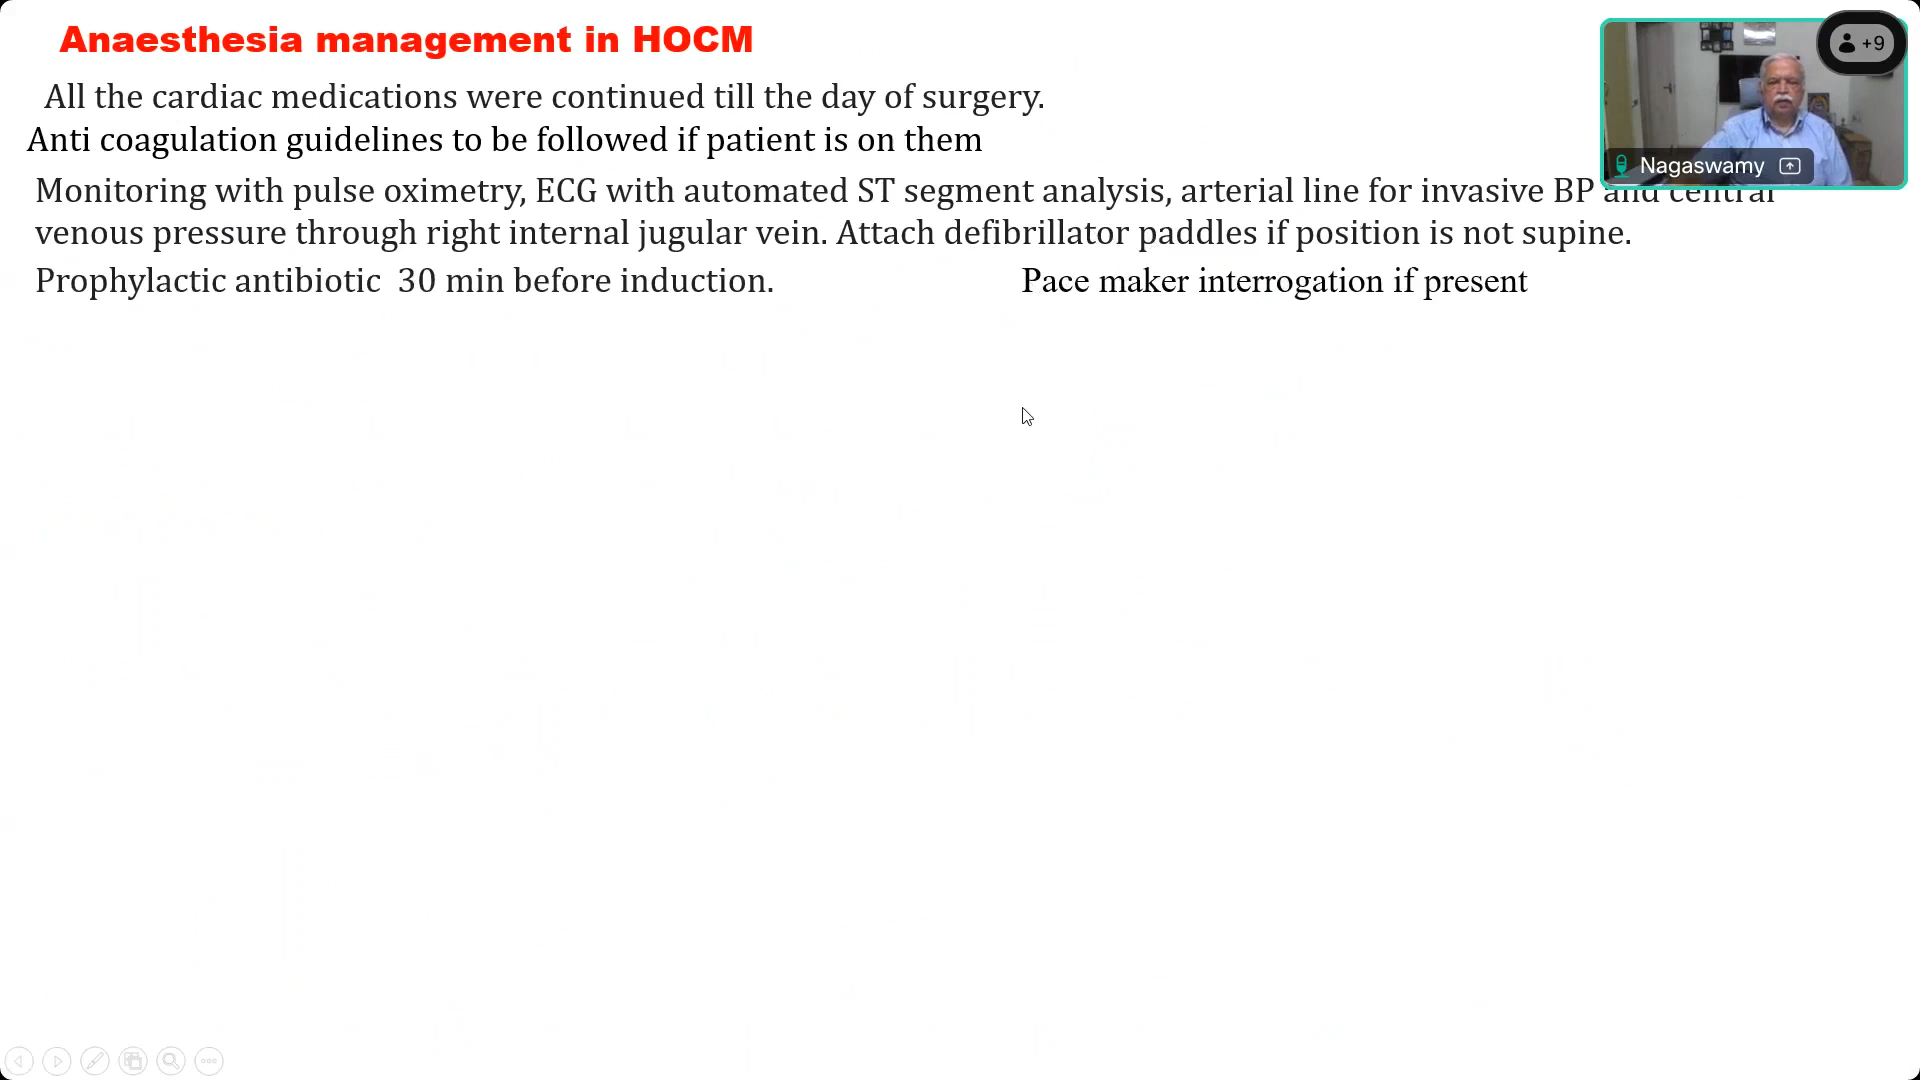 Anaesthesia management in HOCM
+9
All the cardiac medications were continued till the day of surgery.
Anti coagulation guidelines to be followed if patient is on them
Nagaswamy
Monitoring with pulse oximetry, ECG with automated ST segment analysis, arterial line for invasive BP and central
venous pressure through right internal jugular vein. Attach defibrillator paddles if position is not supine.
Prophylactic antibiotic 30 min before induction.
Pace maker interrogation if present